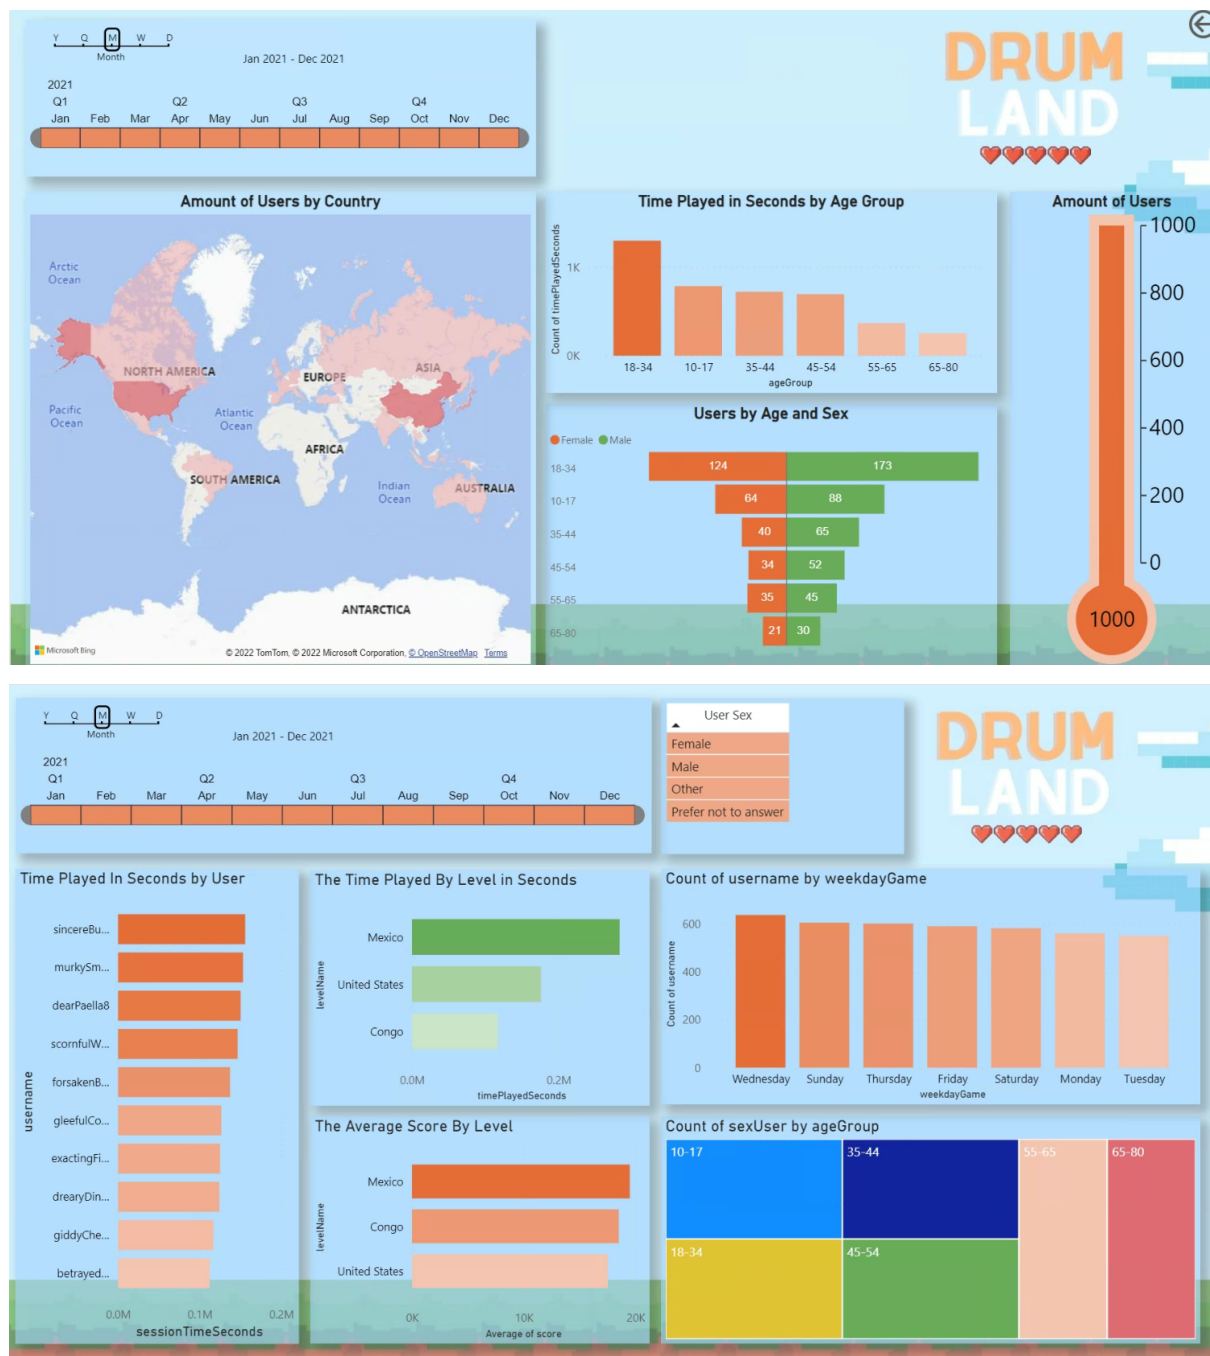 Y Q M W D
Month
Jan 2021 - Dec 2021
2021
Q1 Q2 Q3 Q4
Jan Feb Mar Apr May Jun Jul Aug Sep Oct Nov Dec
DRUM
LAND
Amount of Users by Country
Arctic
Ocean
NORTH AMERICA
EUROPE
ASIA
Pacific
Ocean
Atlantic
Ocean
AFRICA
SOUTH AMERICA
Indian
Ocean
AUSTRALIA
ANTARCTICA
Microsoft Bing
© 2022 TomTom, © 2022 Microsoft Corporation, © OpenStreetMap Terms
Time Played in Seconds by Age Group
Count of timePlayedSeconds
1K
0K
18-34 10-17 35-44 45-54 55-65 65-80
ageGroup
Users by Age and Sex
Female Male
18-34 124 173
10-17 64 88
35-44 40 65
45-54 34 52
55-65 35 45
65-80 21 30
Amount of Users
1000
800
600
400
200
0
1000
Y Q M W D
Month
Jan 2021 - Dec 2021
2021
Q1 Q2 Q3 Q4
Jan Feb Mar Apr May Jun Jul Aug Sep Oct Nov Dec
User Sex
Female
Male
Other
Prefer not to answer
DRUM
LAND
Time Played In Seconds by User
username
sincereBu...
murkySm...
dearPaella8
scornfulW...
forsakenB...
gleefulCo...
exactingFi...
drearyDin...
giddyChe...
betrayed...
0.0M 0.1M 0.2M
sessionTimeSeconds
The Time Played By Level in Seconds
levelName
Mexico
United States
Congo
0.0M 0.2M
timePlayedSeconds
The Average Score By Level
levelName
Mexico
Congo
United States
0K 10K 20K
Average of score
Count of username by weekdayGame
Count of username
600
400
200
0
Wednesday Sunday Thursday Friday Saturday Monday Tuesday
weekdayGame
Count of sexUser by ageGroup
10-17 35-44 55-65 65-80
18-34 45-54